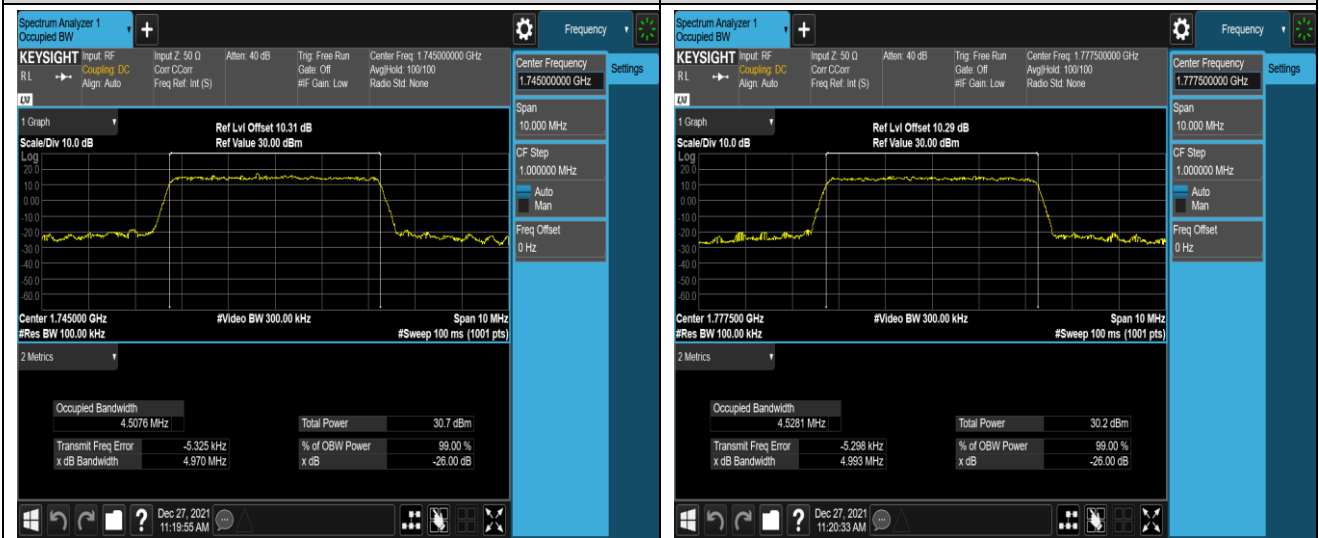 Spectrum Analyzer 1
Occupied BW
+
Frequency
KEYSIGHT
RL
LXI
Input: RF
Coupling: DC
Align: Auto
Input Z: 50 Ω
Corr CCorr
Freq Ref: Int (S)
Atten: 40 dB
Trig: Free Run
Gate: Off
#IF Gain: Low
Center Freq: 1.745000000 GHz
Avg|Hold: 100/100
Radio Std: None
Center Frequency
1.745000000 GHz
Settings
Span
10.000 MHz
CF Step
1.000000 MHz
Auto
Man
Freq Offset
0 Hz
1 Graph
Scale/Div 10.0 dB
Ref Lvl Offset 10.31 dB
Ref Value 30.00 dBm
Log
20.0
10.0
0.00
-10.0
-20.0
-30.0
-40.0
-50.0
-60.0
Center 1.745000 GHz
#Video BW 300.00 kHz
Span 10 MHz
#Res BW 100.00 kHz
#Sweep 100 ms (1001 pts)
2 Metrics
Occupied Bandwidth
4.5076 MHz
Total Power
30.7 dBm
Transmit Freq Error
-5.325 kHz
% of OBW Power
99.00 %
x dB Bandwidth
4.970 MHz
x dB
-26.00 dB
?
Dec 27, 2021
11:19:55 AM
Spectrum Analyzer 1
Occupied BW
+
Frequency
KEYSIGHT
RL
LXI
Input: RF
Coupling: DC
Align: Auto
Input Z: 50 Ω
Corr CCorr
Freq Ref: Int (S)
Atten: 40 dB
Trig: Free Run
Gate: Off
#IF Gain: Low
Center Freq: 1.777500000 GHz
Avg|Hold: 100/100
Radio Std: None
Center Frequency
1.777500000 GHz
Settings
Span
10.000 MHz
CF Step
1.000000 MHz
Auto
Man
Freq Offset
0 Hz
1 Graph
Scale/Div 10.0 dB
Ref Lvl Offset 10.29 dB
Ref Value 30.00 dBm
Log
20.0
10.0
0.00
-10.0
-20.0
-30.0
-40.0
-50.0
-60.0
Center 1.777500 GHz
#Video BW 300.00 kHz
Span 10 MHz
#Res BW 100.00 kHz
#Sweep 100 ms (1001 pts)
2 Metrics
Occupied Bandwidth
4.5281 MHz
Total Power
30.2 dBm
Transmit Freq Error
-5.298 kHz
% of OBW Power
99.00 %
x dB Bandwidth
4.993 MHz
x dB
-26.00 dB
?
Dec 27, 2021
11:20:33 AM